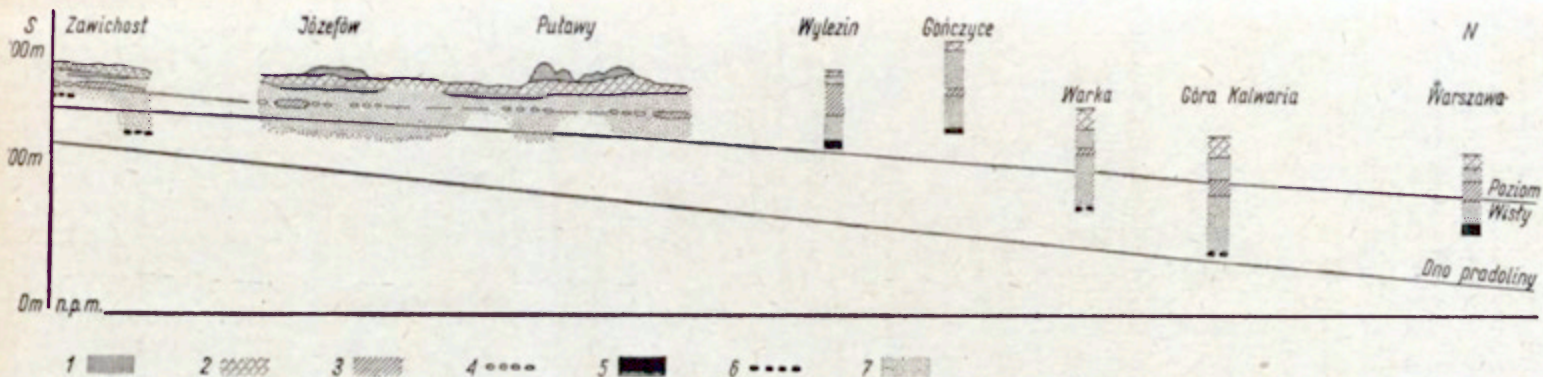 S Zawichost Józefów Puławy Wylezin Gończyce N
00m
Warka Góra Kalwaria Warszawa
00m
Poziom
Wisły
Dno pradoliny
0m n.p.m.
1 2 3 4 5 6 7